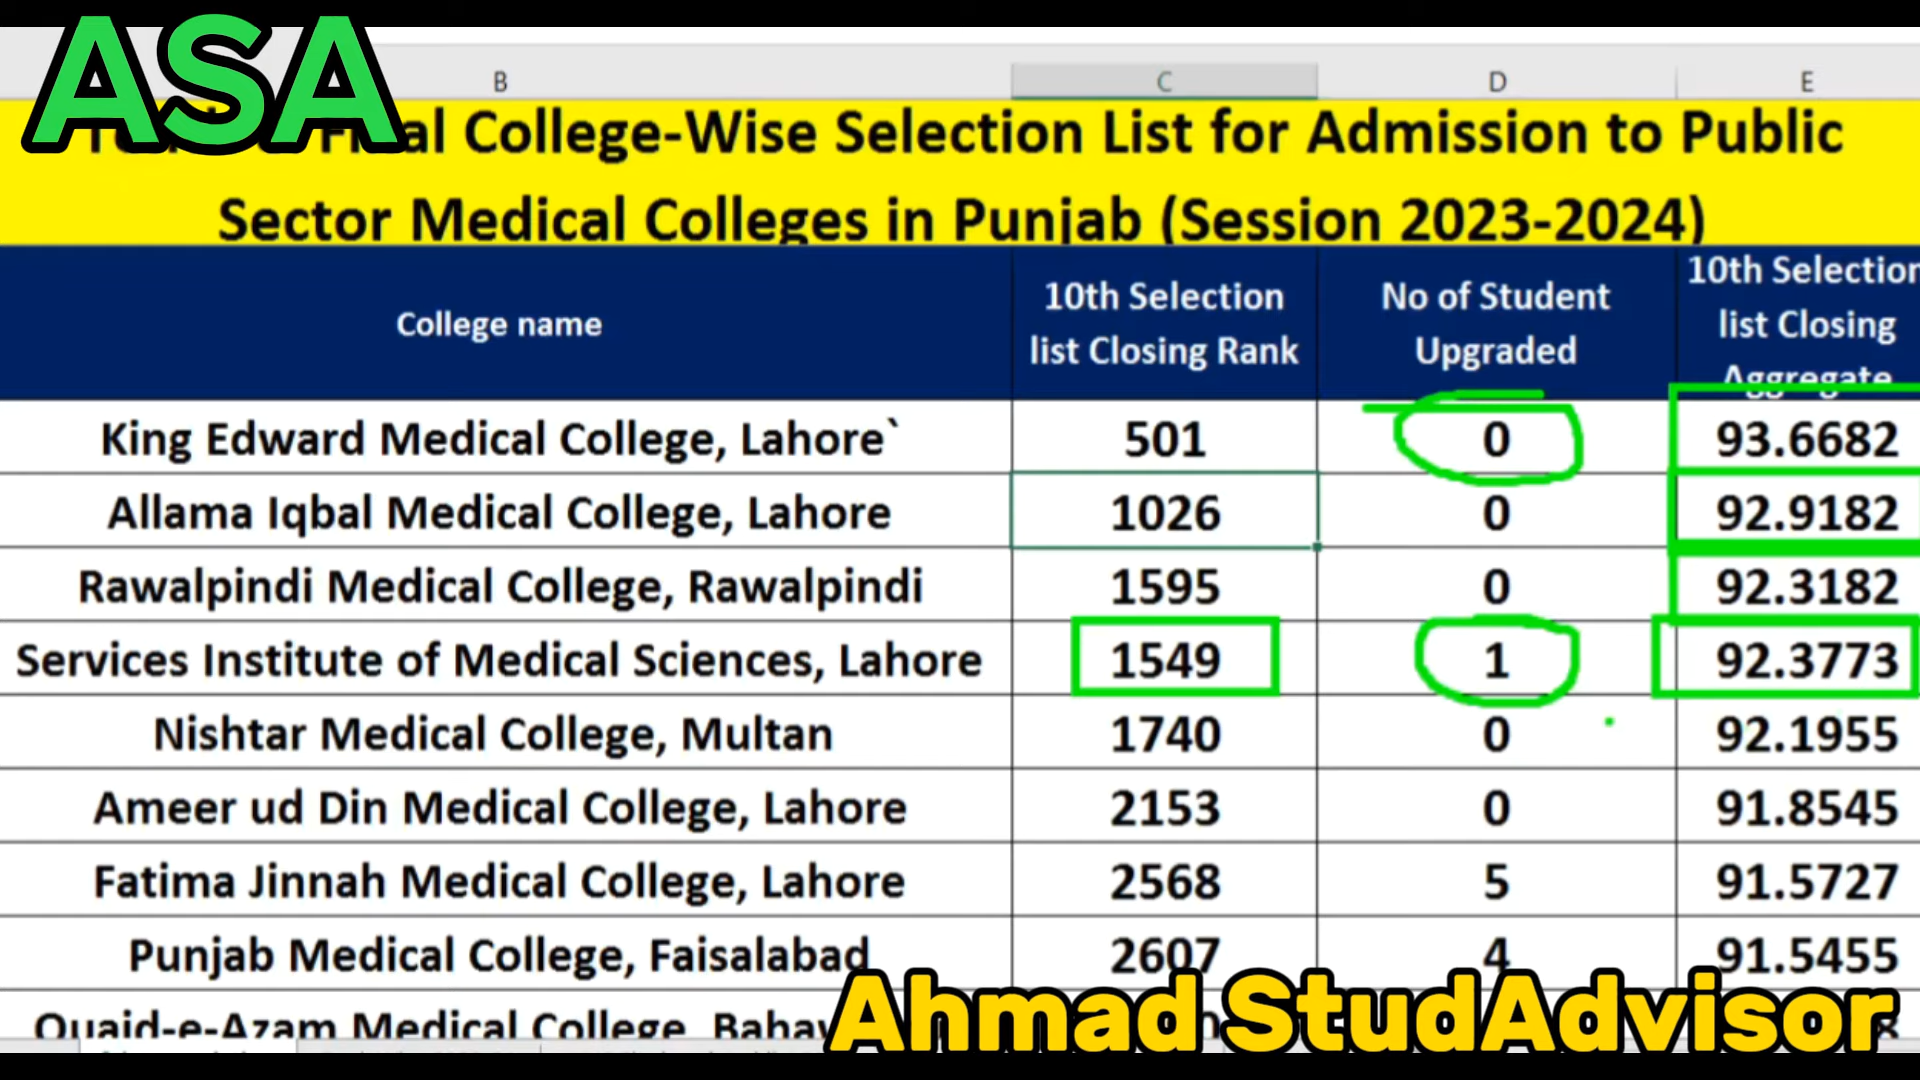 ASA
B C D E
College-Wise Selection List for Admission to Public
Sector Medical Colleges in Punjab (Session 2023-2024)
College name
10th Selection
list Closing Rank
No of Student
Upgraded
10th Selection
list Closing
Aggregate
King Edward Medical College, Lahore` 501 0 93.6682
Allama Iqbal Medical College, Lahore 1026 0 92.9182
Rawalpindi Medical College, Rawalpindi 1595 0 92.3182
Services Institute of Medical Sciences, Lahore 1549 1 92.3773
Nishtar Medical College, Multan 1740 0 92.1955
Ameer ud Din Medical College, Lahore 2153 0 91.8545
Fatima Jinnah Medical College, Lahore 2568 5 91.5727
Punjab Medical College, Faisalabad 2607 4 91.5455
Quaid-e-Azam Medical College,
Ahmad StudAdvisor